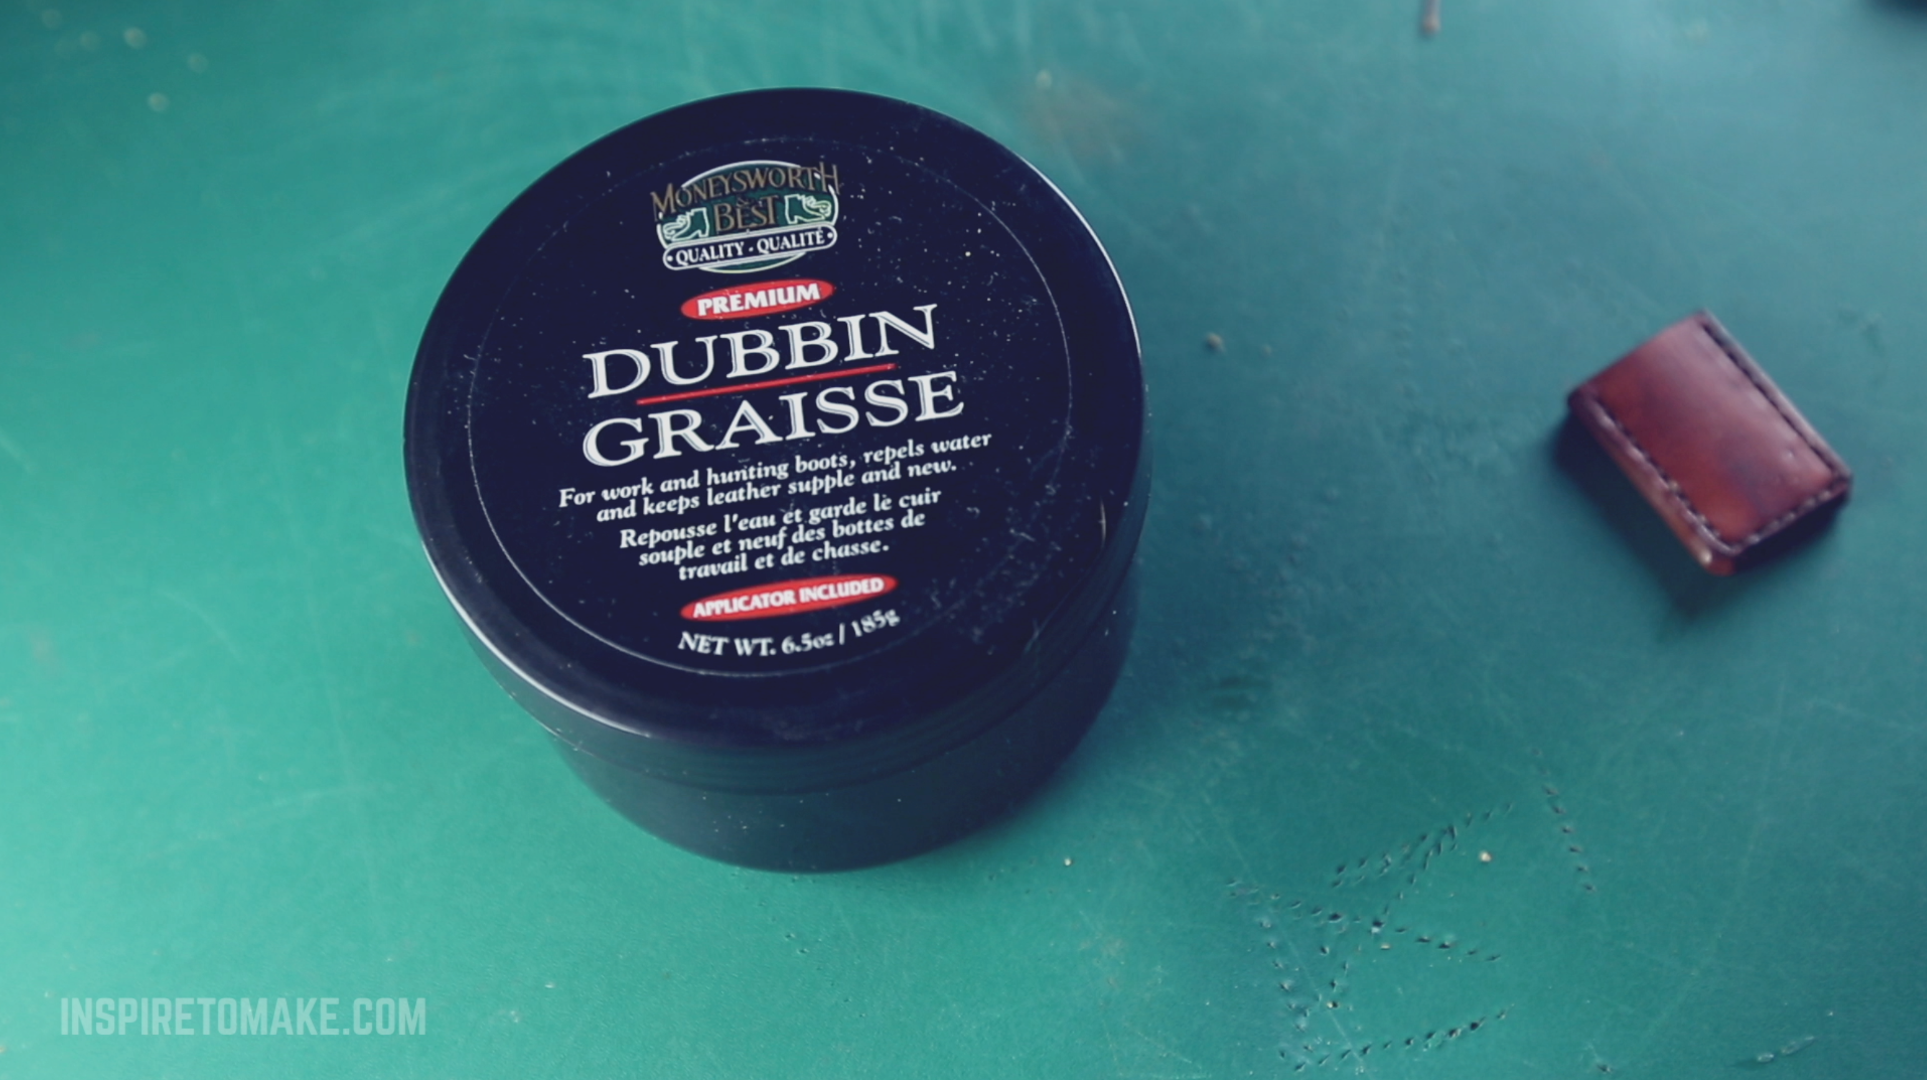 MONEYSWORTH
&
BEST
QUALITY - QUALITÉ
PREMIUM
DUBBIN
GRAISSE
For work and hunting boots, repels water
and keeps leather supple and new.
Repousse l'eau et garde le cuir
souple et neuf des bottes de
travail et de chasse.
APPLICATOR INCLUDED
NET WT. 6.5oz / 185g
INSPIRETOMAKE.COM